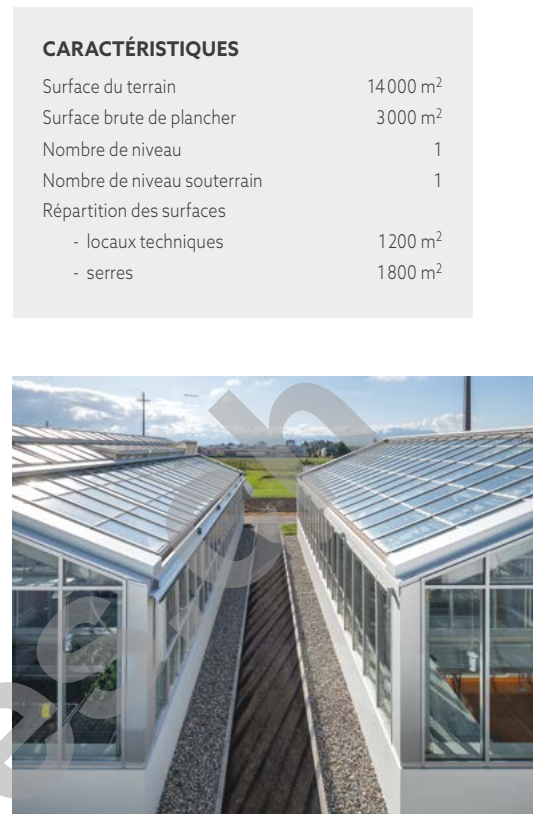 CARACTÉRISTIQUES
Surface du terrain 14000 m²
Surface brute de plancher 3000 m²
Nombre de niveau 1
Nombre de niveau souterrain 1
Répartition des surfaces
- locaux techniques 1200 m²
- serres 1800 m²